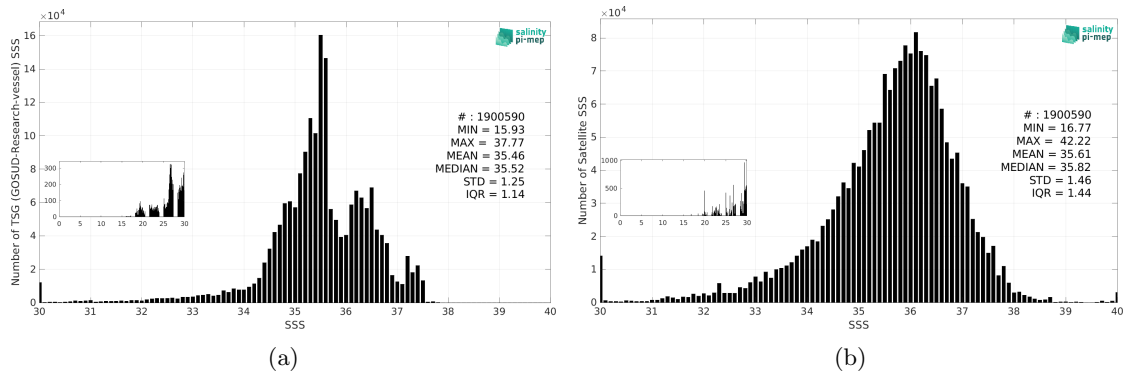 ×10⁴
salinity
pi-mep
Number of TSG (GOSUD-Research-vessel) SSS
16
14
12
10
8
6
4
2
0
# : 1900590
MIN = 15.93
MAX = 37.77
MEAN = 35.46
MEDIAN = 35.52
STD = 1.25
IQR = 1.14
300
200
100
0
0 5 10 15 20 25 30
30 31 32 33 34 35 36 37 38 39 40
SSS
(a)
×10⁴
salinity
pi-mep
Number of Satellite SSS
8
7
6
5
4
3
2
1
0
# : 1900590
MIN = 16.77
MAX = 42.22
MEAN = 35.61
MEDIAN = 35.82
STD = 1.46
IQR = 1.44
1000
500
0
0 5 10 15 20 25 30
30 31 32 33 34 35 36 37 38 39 40
SSS
(b)